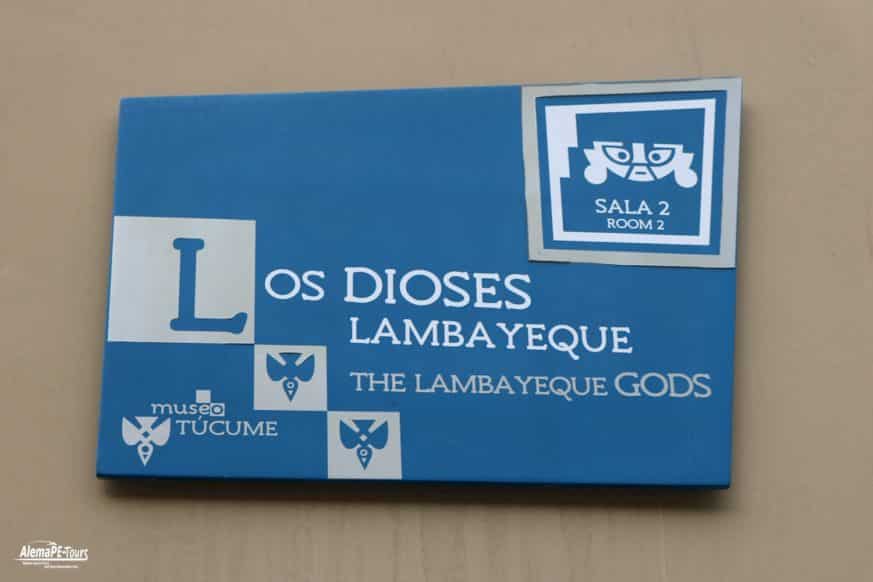 SALA 2
ROOM 2
LOS DIOSES
LAMBAYEQUE
THE LAMBAYEQUE GODS
museo
TÚCUME
AlemaPE-Tours